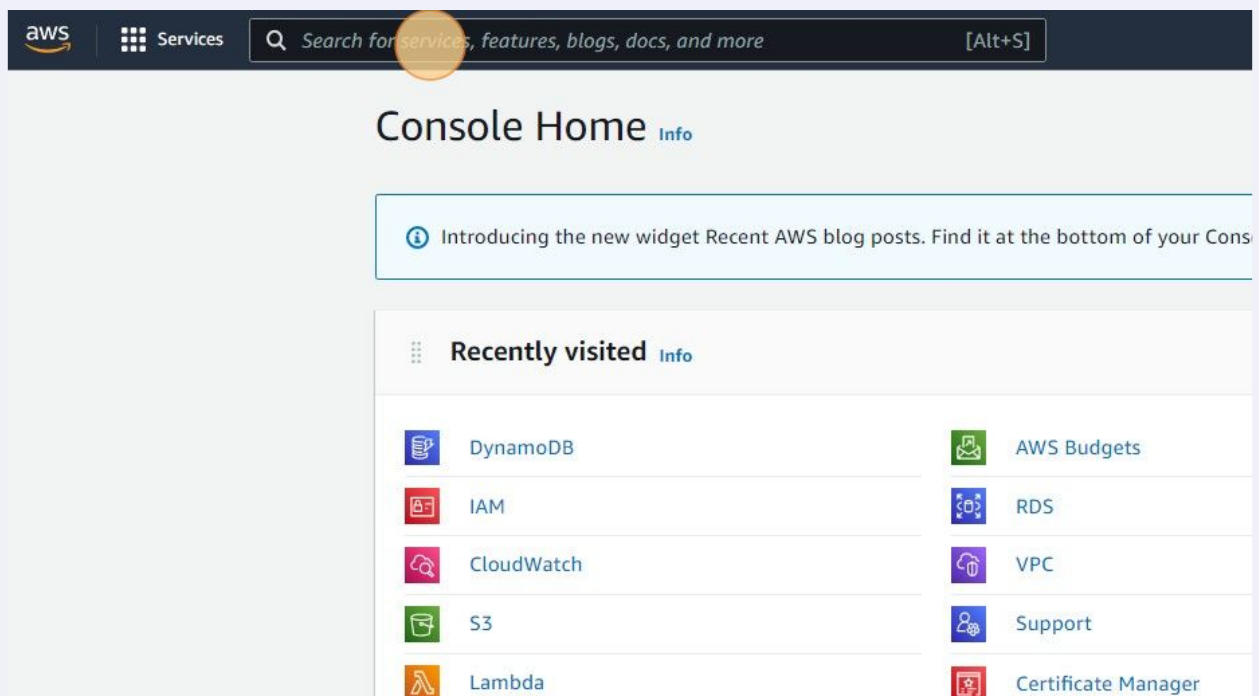 aws
Services
Search for services, features, blogs, docs, and more [Alt+S]
Console Home Info
Introducing the new widget Recent AWS blog posts. Find it at the bottom of your
Recently visited Info
DynamoDB
AWS Budgets
IAM
RDS
CloudWatch
VPC
S3
Support
Lambda
Certificate Manager